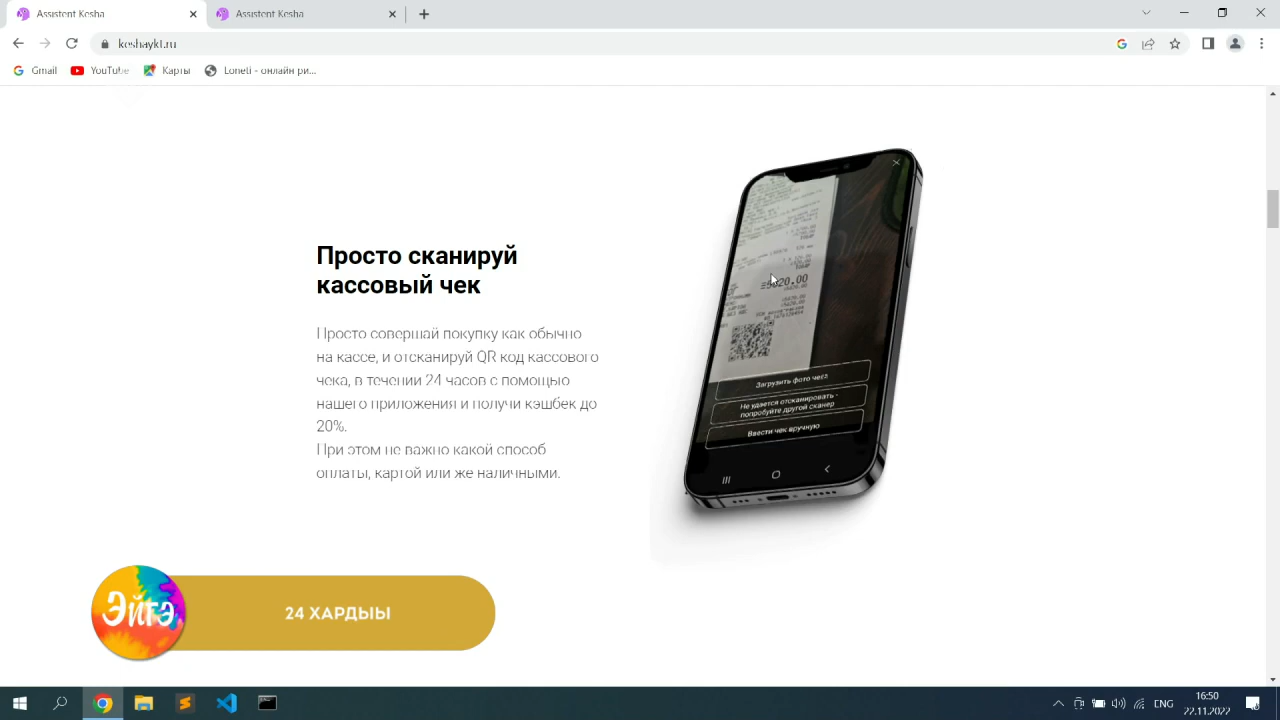 Assistent Kesha
Assistent Kesha
keshaykt.ru
Gmail
YouTube
Карты
Loneti - онлайн ри...
Просто сканируй
кассовый чек
Просто совершай покупку как обычно
на кассе, и отсканируй QR код кассового
чека, в течении 24 часов с помощью
нашего приложения и получи кэшбек до
20%.
При этом не важно какой способ
оплаты, картой или же наличными.
≡5620.00
Загрузить фото чека
Не удается отсканировать -
попробуйте другой сканер
Ввести чек вручную
Эйгэ
24 ХАРДЫЫ
ENG
16:50
22.11.2022